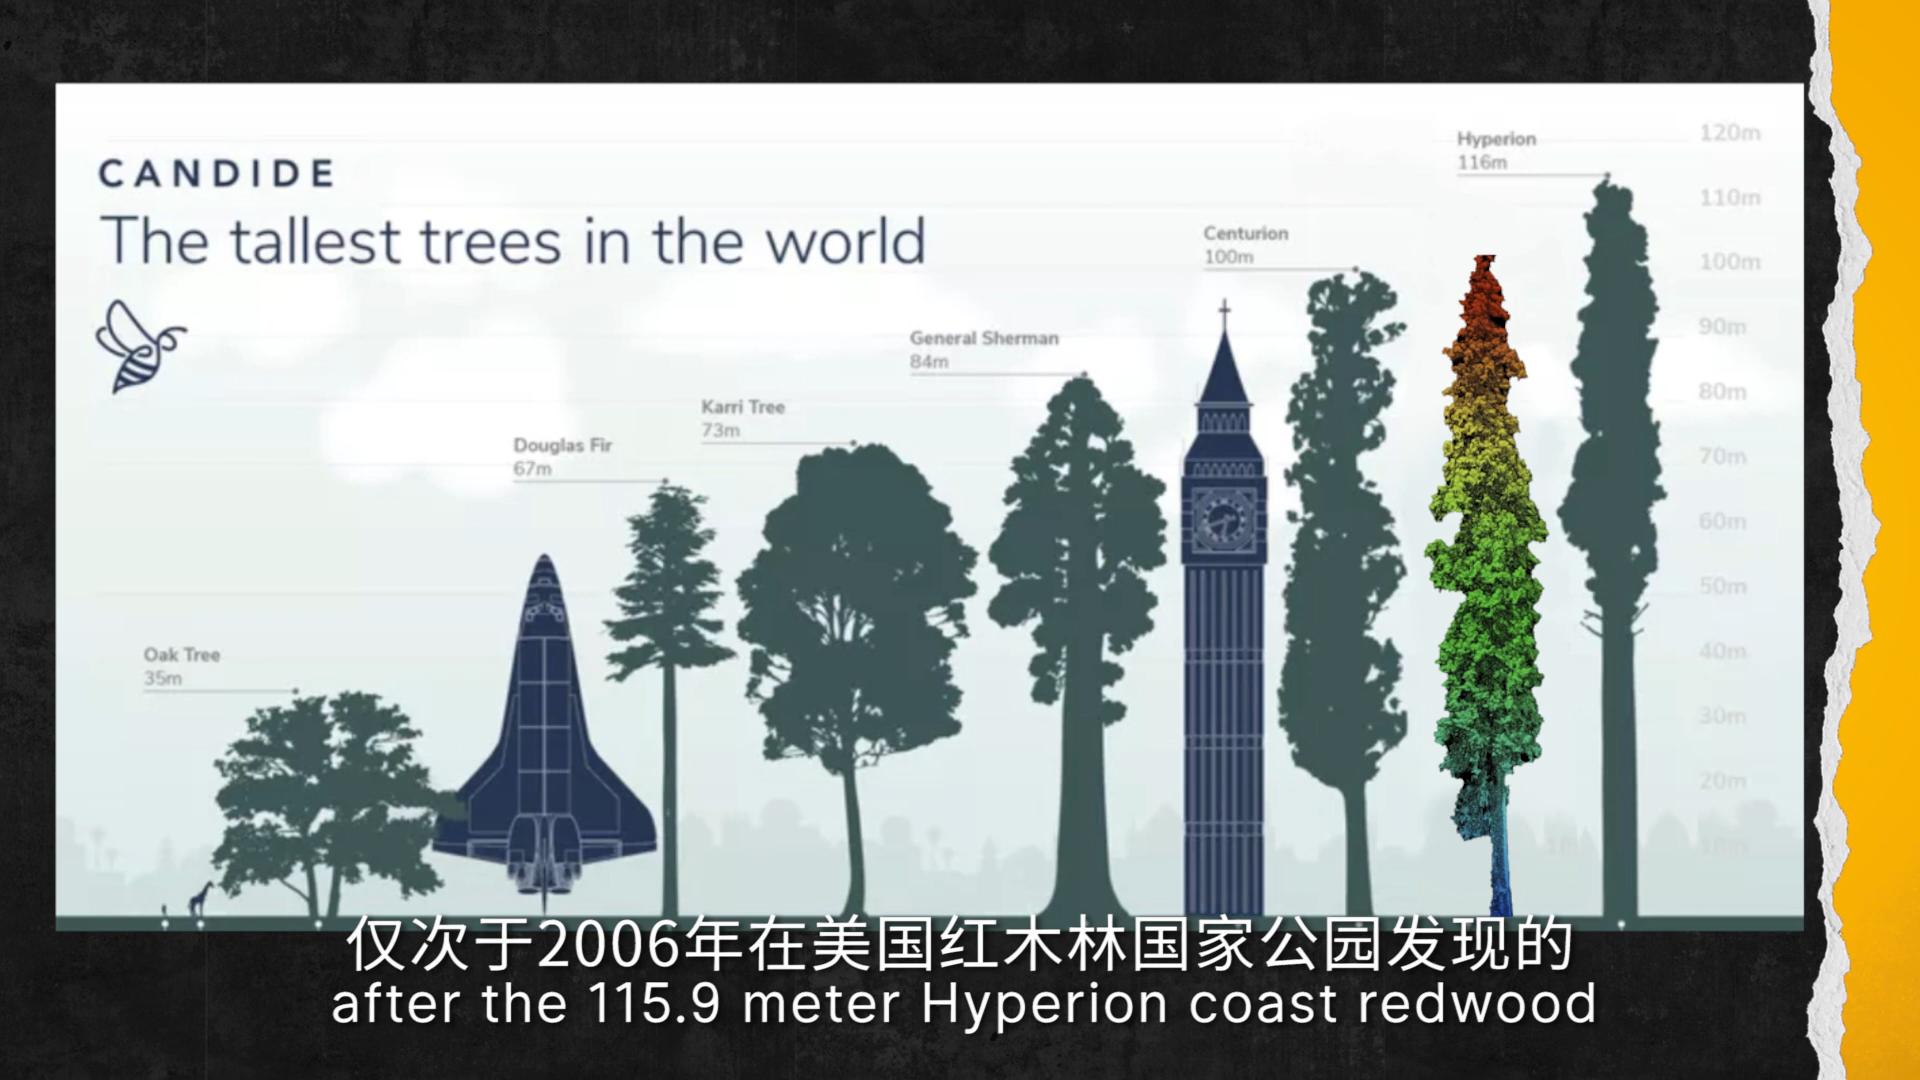 CANDIDE
The tallest trees in the world
Oak Tree
35m
Douglas Fir
67m
Karri Tree
73m
General Sherman
84m
Centurion
100m
Hyperion
116m
120m
110m
100m
90m
80m
70m
60m
50m
40m
30m
20m
仅次于2006年在美国红木林国家公园发现的
after the 115.9 meter Hyperion coast redwood